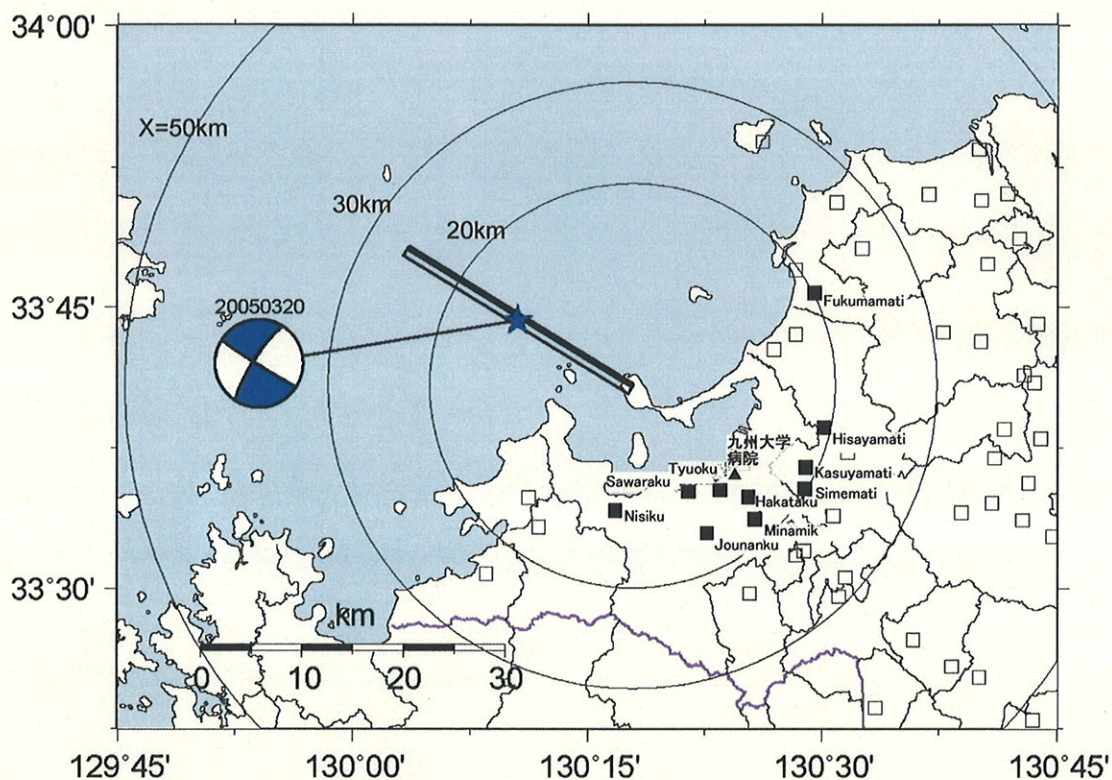 34°00'
X=50km
30km
20km
33°45'
20050320
Fukumamati
Hisayamati
九州大学
病院
Tyuoku
Kasuyamati
Sawaraku
Simemati
Hakataku
Nisiku
Minamik
Jounanku
33°30'
km
0 10 20 30
129°45' 130°00' 130°15' 130°30' 130°45'